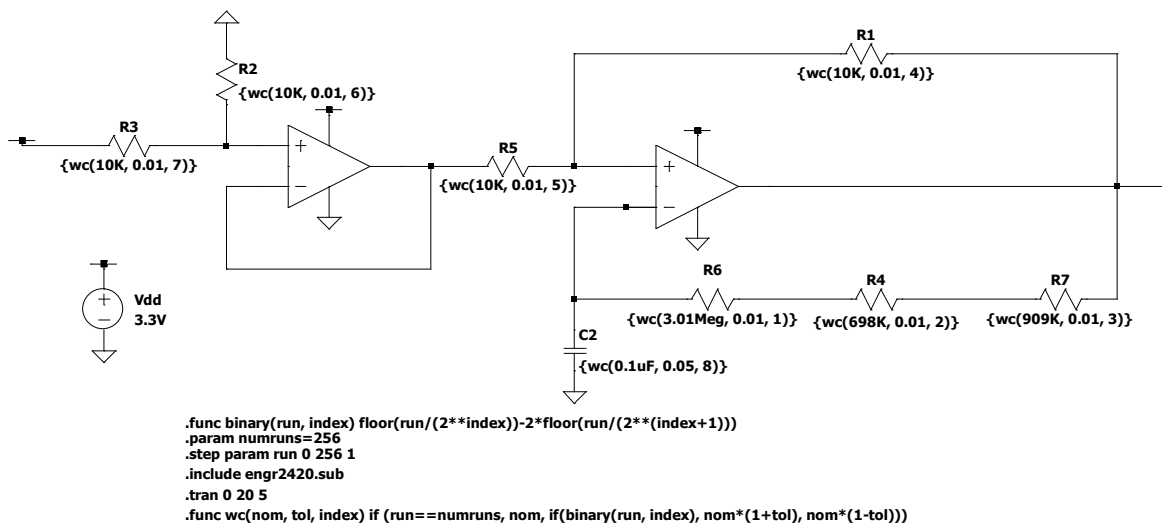 R1
{wc(10K, 0.01, 4)}
R2
{wc(10K, 0.01, 6)}
R3
{wc(10K, 0.01, 7)}
+
−
R5
{wc(10K, 0.01, 5)}
+
−
Vdd
3.3V
+
−
R6
{wc(3.01Meg, 0.01, 1)}
R4
{wc(698K, 0.01, 2)}
R7
{wc(909K, 0.01, 3)}
C2
{wc(0.1uF, 0.05, 8)}
.func binary(run, index) floor(run/(2**index))-2*floor(run/(2**(index+1)))
.param numruns=256
.step param run 0 256 1
.include engr2420.sub
.tran 0 20 5
.func wc(nom, tol, index) if (run==numruns, nom, if(binary(run, index), nom*(1+tol), nom*(1-tol)))